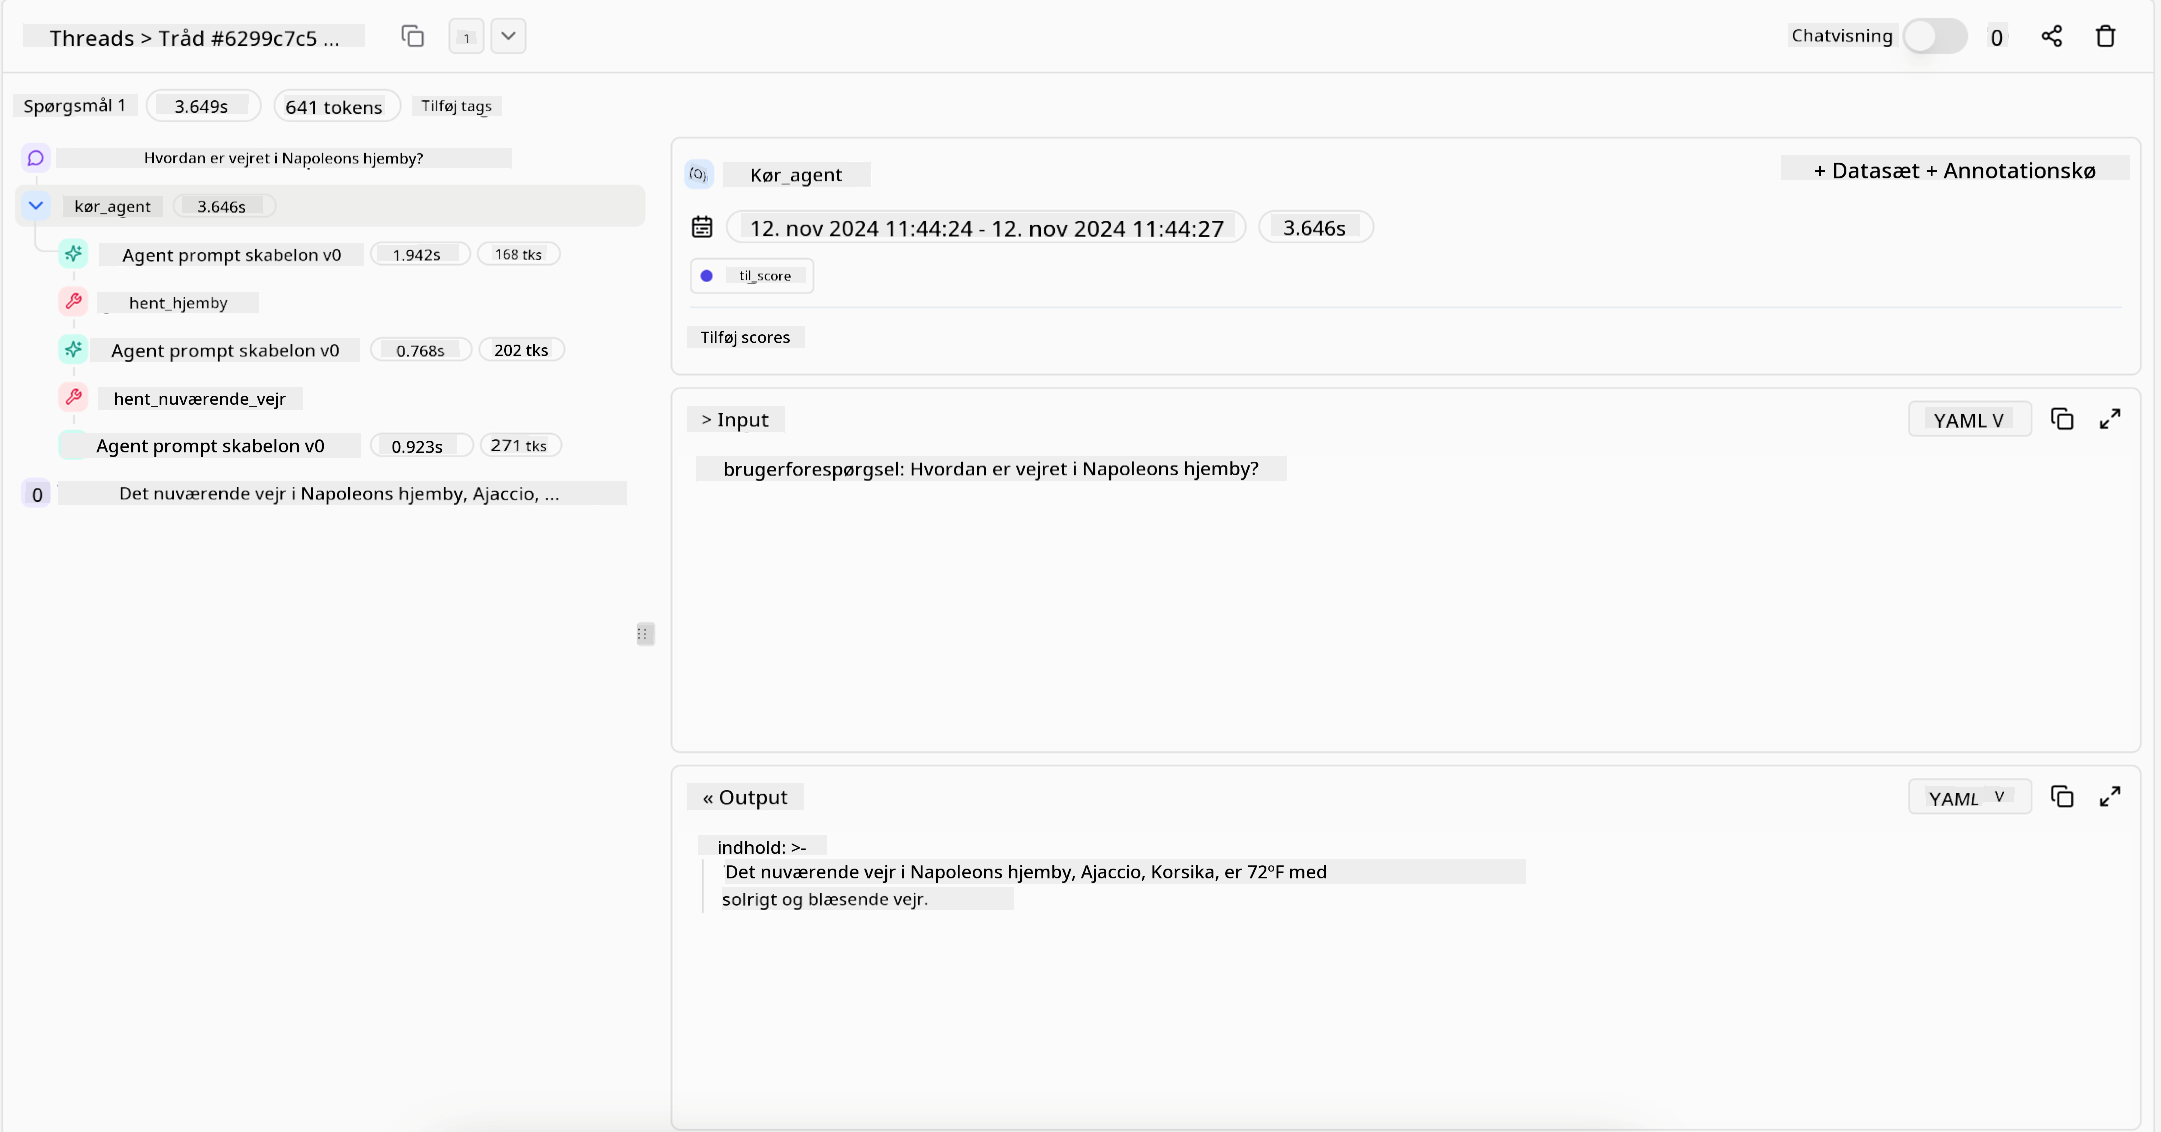 Threads > Tråd #6299c7c5 ...
1
Chatvisning
0
Spørgsmål 1
3.649s
641 tokens
Tilføj tags
Hvordan er vejret i Napoleons hjemby?
kør_agent
3.646s
Agent prompt skabelon v0
1.942s
168 tks
hent_hjemby
Agent prompt skabelon v0
0.768s
202 tks
hent_nuværende_vejr
Agent prompt skabelon v0
0.923s
271 tks
0
Det nuværende vejr i Napoleons hjemby, Ajaccio, ...
Kør_agent
+ Datasæt + Annotationskø
12. nov 2024 11:44:24 - 12. nov 2024 11:44:27
3.646s
til_score
Tilføj scores
> Input
YAML V
brugerforespørgsel: Hvordan er vejret i Napoleons hjemby?
« Output
YAML V
indhold: >-
Det nuværende vejr i Napoleons hjemby, Ajaccio, Korsika, er 72ºF med
solrigt og blæsende vejr.